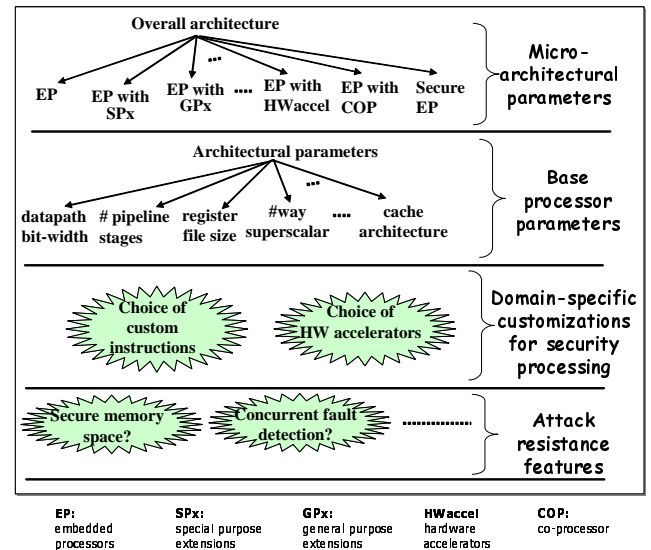 Overall architecture
EP
EP with
SPx
EP with
GPx
EP with
HWaccel
EP with
COP
Secure
EP
Micro-
architectural
parameters
Architectural parameters
datapath
bit-width
# pipeline
stages
register
file size
#way
superscalar
cache
architecture
Base
processor
parameters
Choice of
custom
instructions
Choice of
HW accelerators
Domain-specific
customizations
for security
processing
Secure memory
space?
Concurrent fault
detection?
Attack
resistance
features
EP:
embedded
processors
SPx:
special purpose
extensions
GPx:
general purpose
extensions
HWaccel
hardware
accelerators
COP:
co-processor